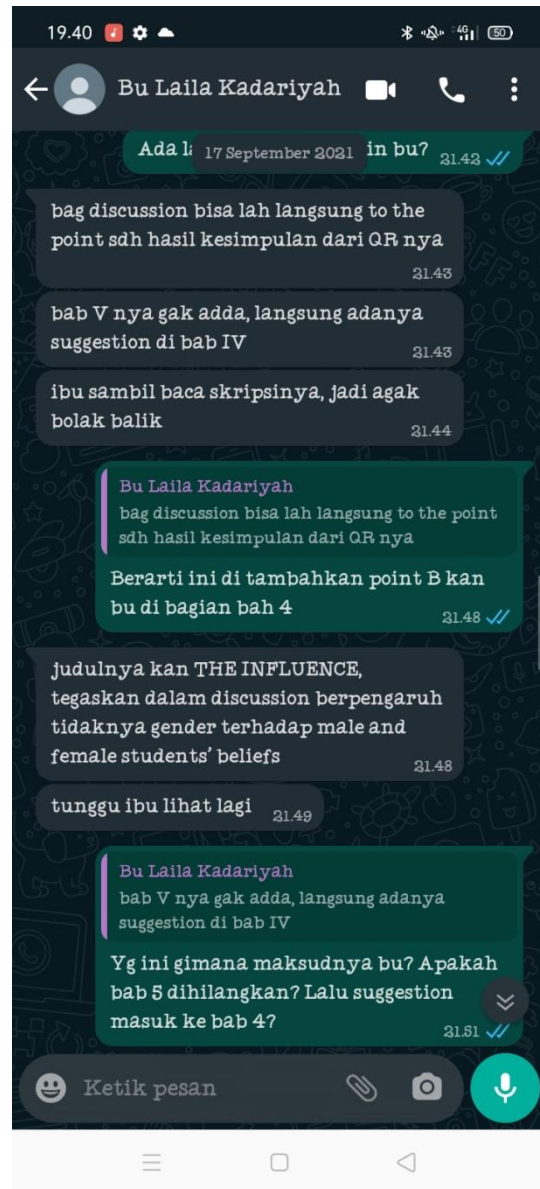 19.40
4G
50
Bu Laila Kadariyah
Ada
17 September 2021
in bu?
21.42
bag discussion bisa lah langsung to the
point sdh hasil kesimpulan dari QR nya
21.43
bab V nya gak adda, langsung adanya
suggestion di bab IV
21.43
ibu sambil baca skripsinya, jadi agak
bolak balik
21.44
Bu Laila Kadariyah
bag discussion bisa lah langsung to the point
sdh hasil kesimpulan dari QR nya
Berarti ini di tambahkan point B kan
bu di bagian bah 4
21.48
judulnya kan THE INFLUENCE,
tegaskan dalam discussion berpengaruh
tidaknya gender terhadap male and
female students' beliefs
21.48
tunggu ibu lihat lagi
21.49
Bu Laila Kadariyah
bab V nya gak adda, langsung adanya
suggestion di bab IV
Yg ini gimana maksudnya bu? Apakah
bab 5 dihilangkan? Lalu suggestion
masuk ke bab 4?
21.51
Ketik pesan